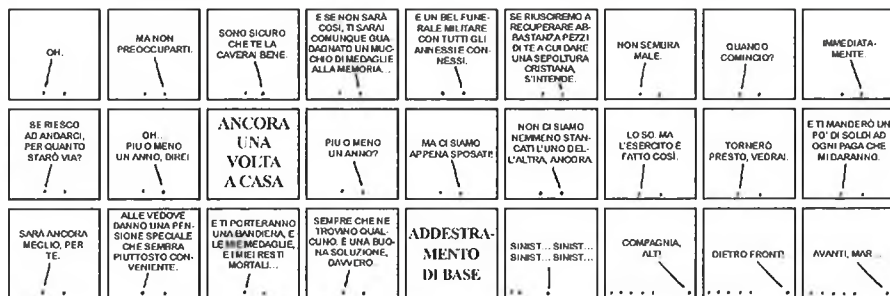 OH.
MA NON
PREOCCUPARTI.
SONO SICURO
CHE TE LA
CAVERAI BENE.
E SE NON SARÀ
COSÌ, TI SARAI
COMUNQUE GUA
DAGNATO UN MUC
CHIO DI MEDAGLIE
ALLA MEMORIA...
E UN BEL FUNE-
RALE MILITARE
CON TUTTI GLI
ANNESSI E CON-
NESSI.
SE RIUSCIREMO A
RECUPERARE AB-
BASTANZA PEZZI
DI TE A CUI DARE
UNA SEPOLTURA
CRISTIANA,
S'INTENDE.
NON SEMBRA
MALE.
QUANDO
COMINCIO?
IMMEDIATA-
MENTE.
SE RIESCO
AD ANDARCI,
PER QUANTO
STARÒ VIA?
OH...
PIU O MENO
UN ANNO, DIREI
ANCORA
UNA
VOLTA
A CASA
PIU O MENO
UN ANNO?
MA CI SIAMO
APPENA SPOSATI!
NON CI SIAMO
NEMMENO STAN-
CATI L'UNO DEL-
L'ALTRA, ANCORA.
LO SO. MA
L'ESERCITO È
FATTO COSÌ.
TORNERÒ
PRESTO, VEDRAI.
E TI MANDERÒ UN
PO' DI SOLDI AD
OGNI PAGA CHE
MI DARANNO.
SARÀ ANCORA
MEGLIO, PER
TE.
ALLE VEDOVE
DANNO UNA PEN-
SIONE SPECIALE
CHE SEMBRA
PIUTTOSTO CON-
VENIENTE.
E TI PORTERANNO
UNA BANDIERA, E
LE MIE MEDAGLIE,
E I MIEI RESTI
MORTALI...
SEMPRE CHE NE
TROVINO QUAL-
CUNO. È UNA BUO-
NA SOLUZIONE,
DAVVERO.
ADDESTRA-
MENTO
DI BASE
SINIST... SINIST...
SINIST... SINIST...
COMPAGNIA,
ALT!
DIETRO FRONT!
AVANTI, MAR...